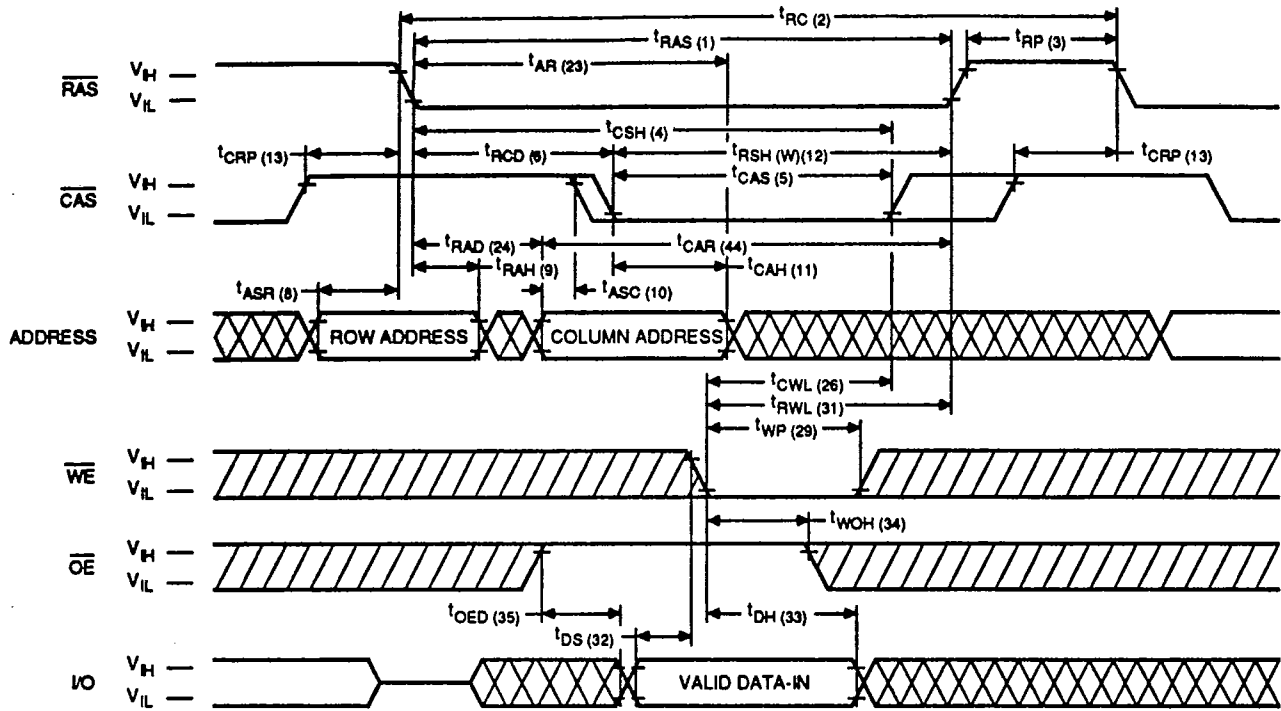 tRC (2)
tRAS (1)
tRP (3)
tAR (23)
RAS
VIH
VIL
tCSH (4)
tCRP (13)
tRCD (6)
tRSH (W)(12)
tCRP (13)
tCAS (5)
CAS
VIH
VIL
tRAD (24)
tCAR (44)
tRAH (9)
tCAH (11)
tASR (8)
tASC (10)
ADDRESS
VIH
VIL
ROW ADDRESS
COLUMN ADDRESS
tCWL (26)
tRWL (31)
tWP (29)
WE
VIH
VIL
tWOH (34)
OE
VIH
VIL
tOED (35)
tDH (33)
tDS (32)
I/O
VIH
VIL
VALID DATA-IN